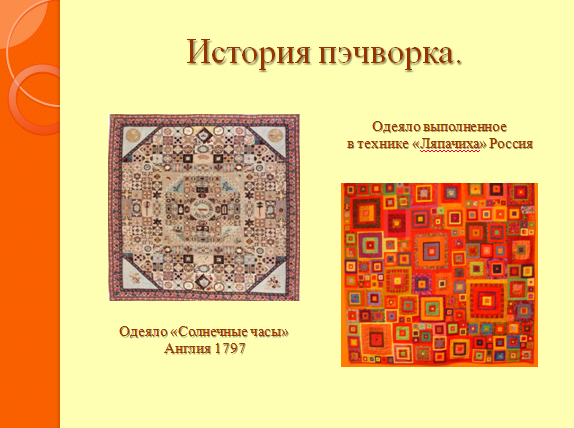 История пэчворка.
Одеяло выполненное
в технике «Ляпачиха» Россия
Одеяло «Солнечные часы»
Англия 1797